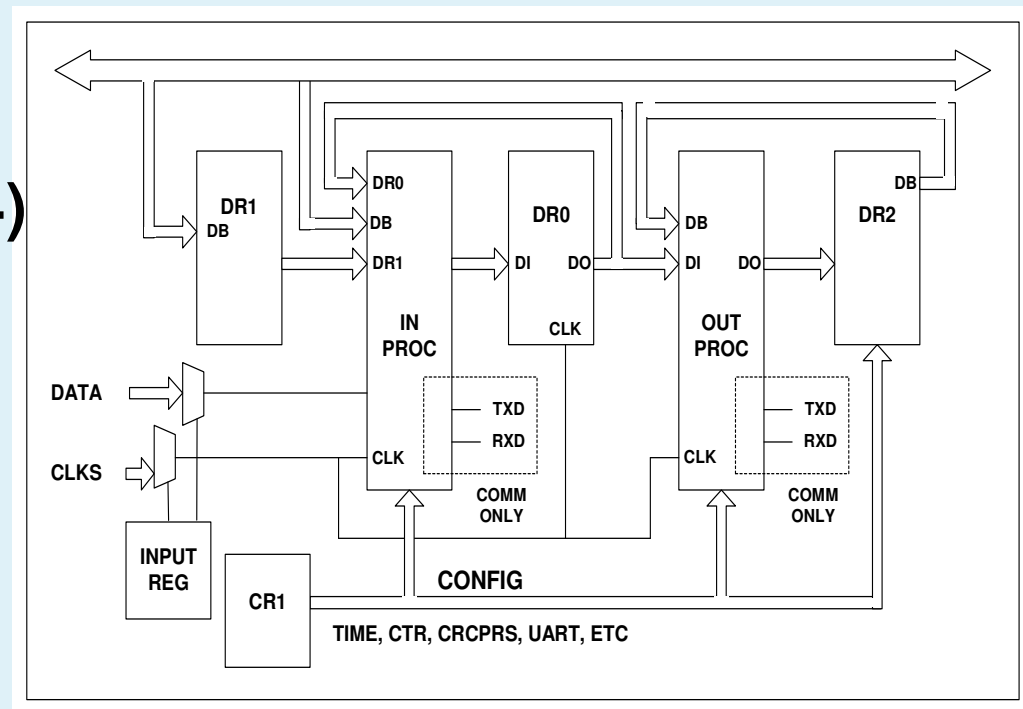 DR1
DB
DR0
DB
DR1
IN
PROC
CLK
DR0
DI
DO
CLK
DB
DI
DO
OUT
PROC
CLK
DB
DR2
DATA
CLKS
INPUT
REG
TXD
RXD
COMM
ONLY
TXD
RXD
COMM
ONLY
CR1
CONFIG
TIME, CTR, CRCPRS, UART, ETC
)